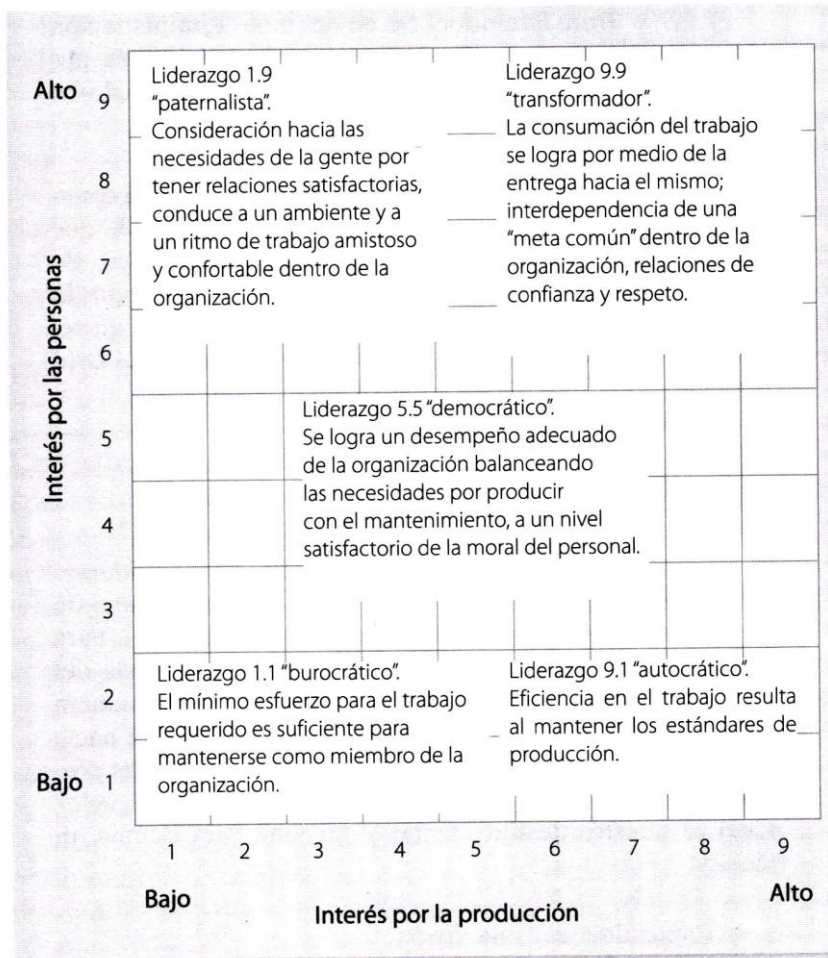 Alto
Interés por las personas
9
8
7
6
5
4
3
2
1
Bajo
Liderazgo 1.9
“paternalista”.
Consideración hacia las
necesidades de la gente por
tener relaciones satisfactorias,
conduce a un ambiente y a
un ritmo de trabajo amistoso
y confortable dentro de la
organización.
Liderazgo 9.9
“transformador”.
La consumación del trabajo
se logra por medio de la
entrega hacia el mismo;
interdependencia de una
“meta común” dentro de la
organización, relaciones de
confianza y respeto.
Liderazgo 5.5 “democrático”.
Se logra un desempeño adecuado
de la organización balanceando
las necesidades por producir
con el mantenimiento, a un nivel
satisfactorio de la moral del personal.
Liderazgo 1.1 “burocrático”.
El mínimo esfuerzo para el trabajo
requerido es suficiente para
mantenerse como miembro de la
organización.
Liderazgo 9.1 “autocrático”.
Eficiencia en el trabajo resulta
al mantener los estándares de
producción.
1 2 3 4 5 6 7 8 9
Bajo
Interés por la producción
Alto